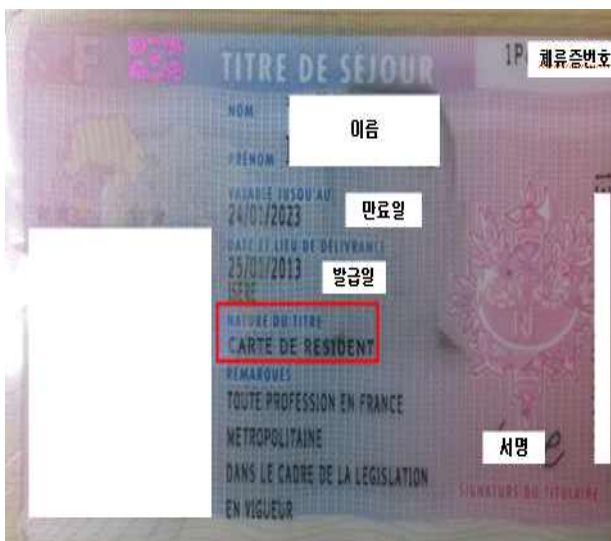 TITRE DE SÉJOUR
체류증번호
NOM
이름
PRÉNOM
VALABLE JUSQU'AU
24/01/2023
만료일
DATE ET LIEU DE DÉLIVRANCE
25/01/2013
발급일
ISERE
NATURE DU TITRE
CARTE DE RESIDENT
REMARQUES
TOUTE PROFESSION EN FRANCE
METROPOLITAINE
서명
DANS LE CADRE DE LA LEGISLATION
SIGNATURE DU TITULAIRE
EN VIGUEUR